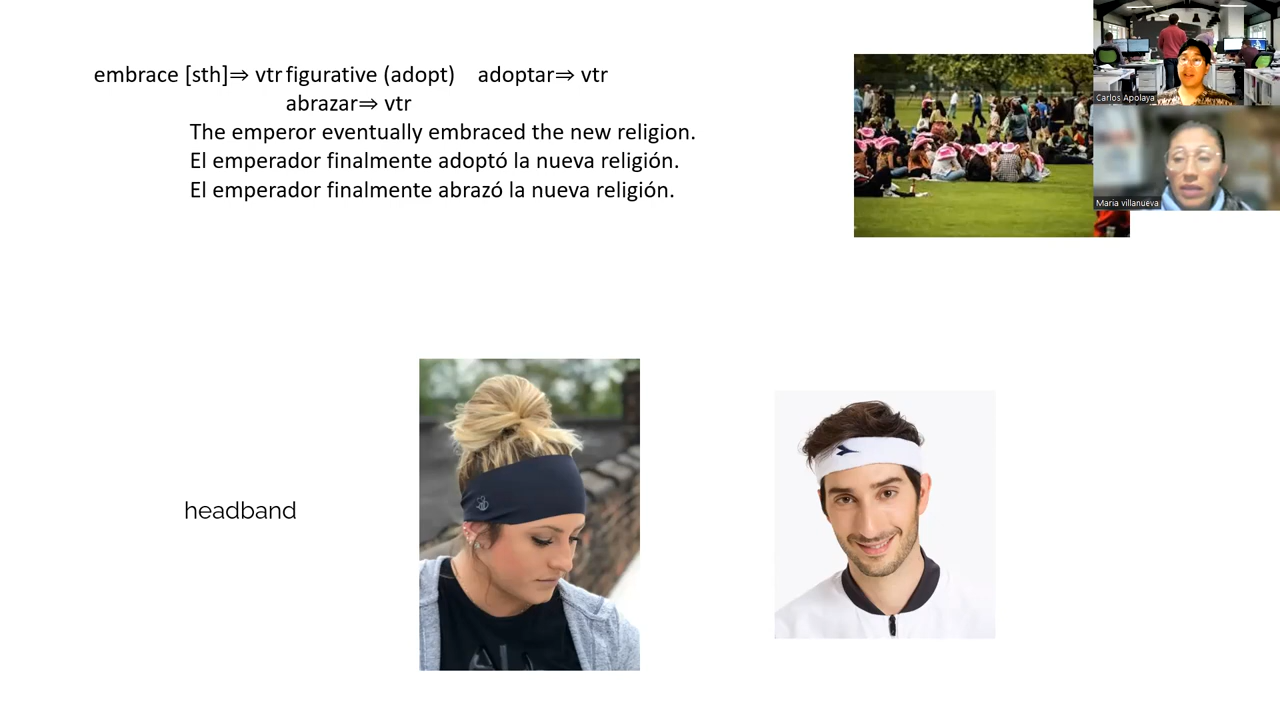 embrace [sth]⇒ vtr figurative (adopt) adoptar⇒ vtr
abrazar⇒ vtr
The emperor eventually embraced the new religion.
El emperador finalmente adoptó la nueva religión.
El emperador finalmente abrazó la nueva religión.
Carlos Apolaya
Maria villanueva
headband